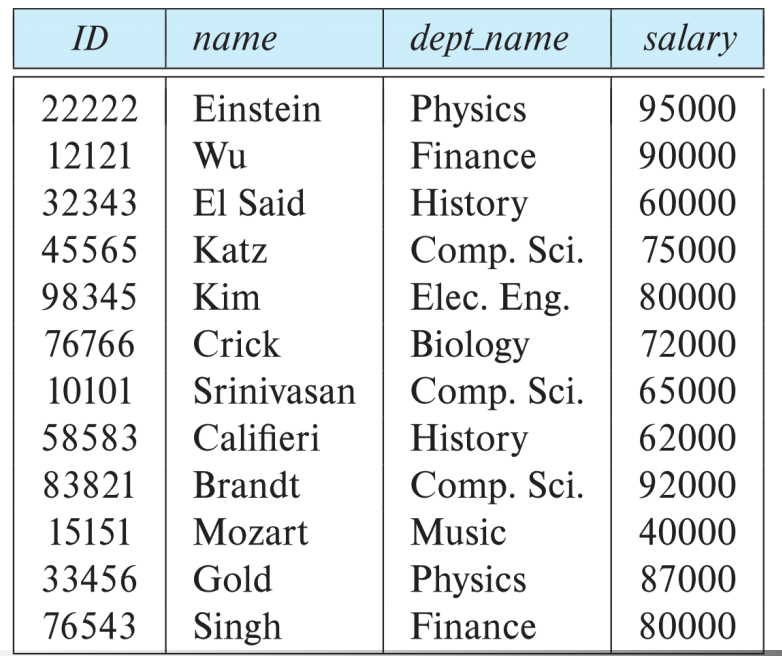 ID name dept_name salary
22222 Einstein Physics 95000
12121 Wu Finance 90000
32343 El Said History 60000
45565 Katz Comp. Sci. 75000
98345 Kim Elec. Eng. 80000
76766 Crick Biology 72000
10101 Srinivasan Comp. Sci. 65000
58583 Califieri History 62000
83821 Brandt Comp. Sci. 92000
15151 Mozart Music 40000
33456 Gold Physics 87000
76543 Singh Finance 80000